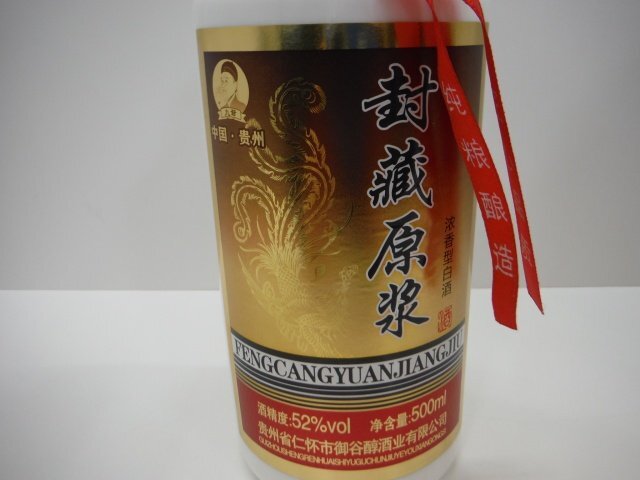 中国·贵州
封藏原浆
浓香型白酒
酒
纯粮酿造
FENGCANGYUANJIANGJIU
酒精度:52%vol 净含量:500ml
贵州省仁怀市御谷醇酒业有限公司
GUIZHOUSHENGRENHUAISHIYUGUCHUNJIUYEYOUXIANGONGSI